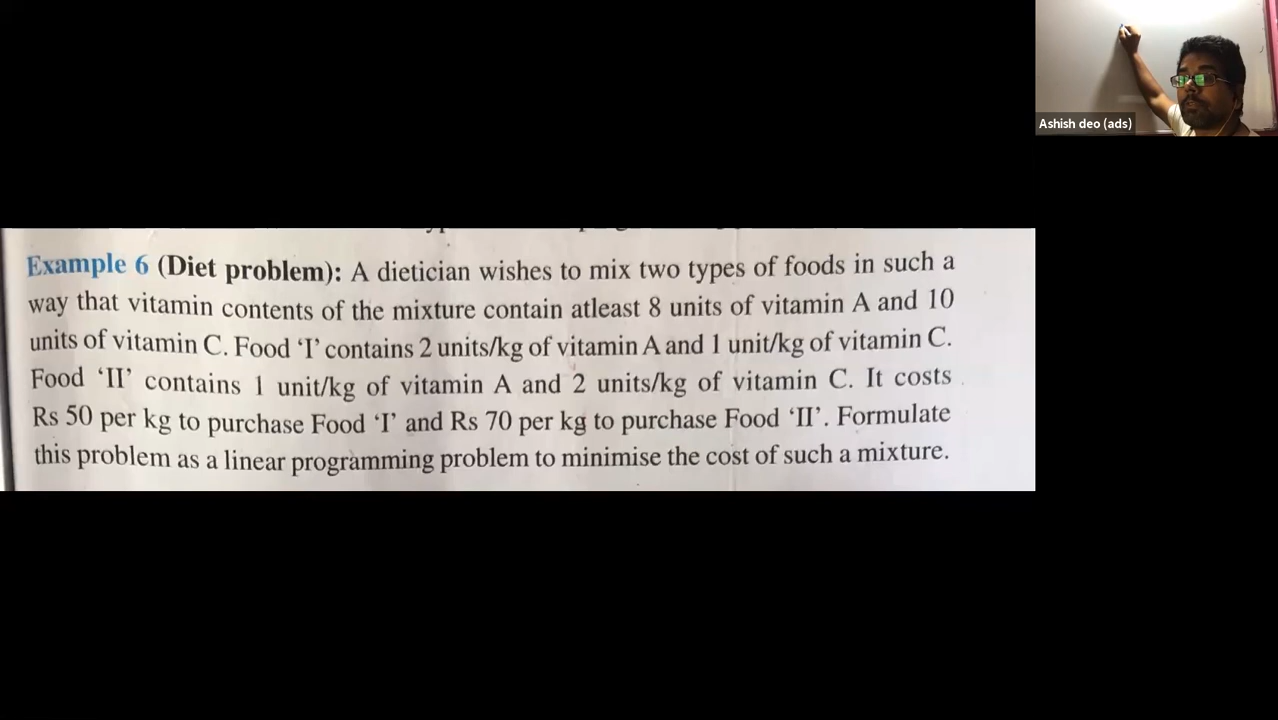 Ashish deo (ads)
Example 6 (Diet problem): A dietician wishes to mix two types of foods in such a
way that vitamin contents of the mixture contain atleast 8 units of vitamin A and 10
units of vitamin C. Food ‘I’ contains 2 units/kg of vitamin A and 1 unit/kg of vitamin C.
Food ‘II’ contains 1 unit/kg of vitamin A and 2 units/kg of vitamin C. It costs
Rs 50 per kg to purchase Food ‘I’ and Rs 70 per kg to purchase Food ‘II’. Formulate
this problem as a linear programming problem to minimise the cost of such a mixture.